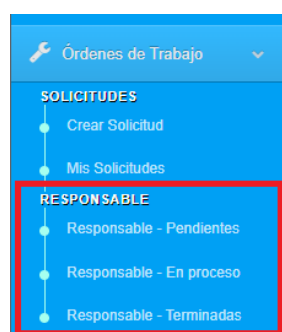 Órdenes de Trabajo
SOLICITUDES
Crear Solicitud
Mis Solicitudes
RESPONSABLE
Responsable - Pendientes
Responsable - En proceso
Responsable - Terminadas